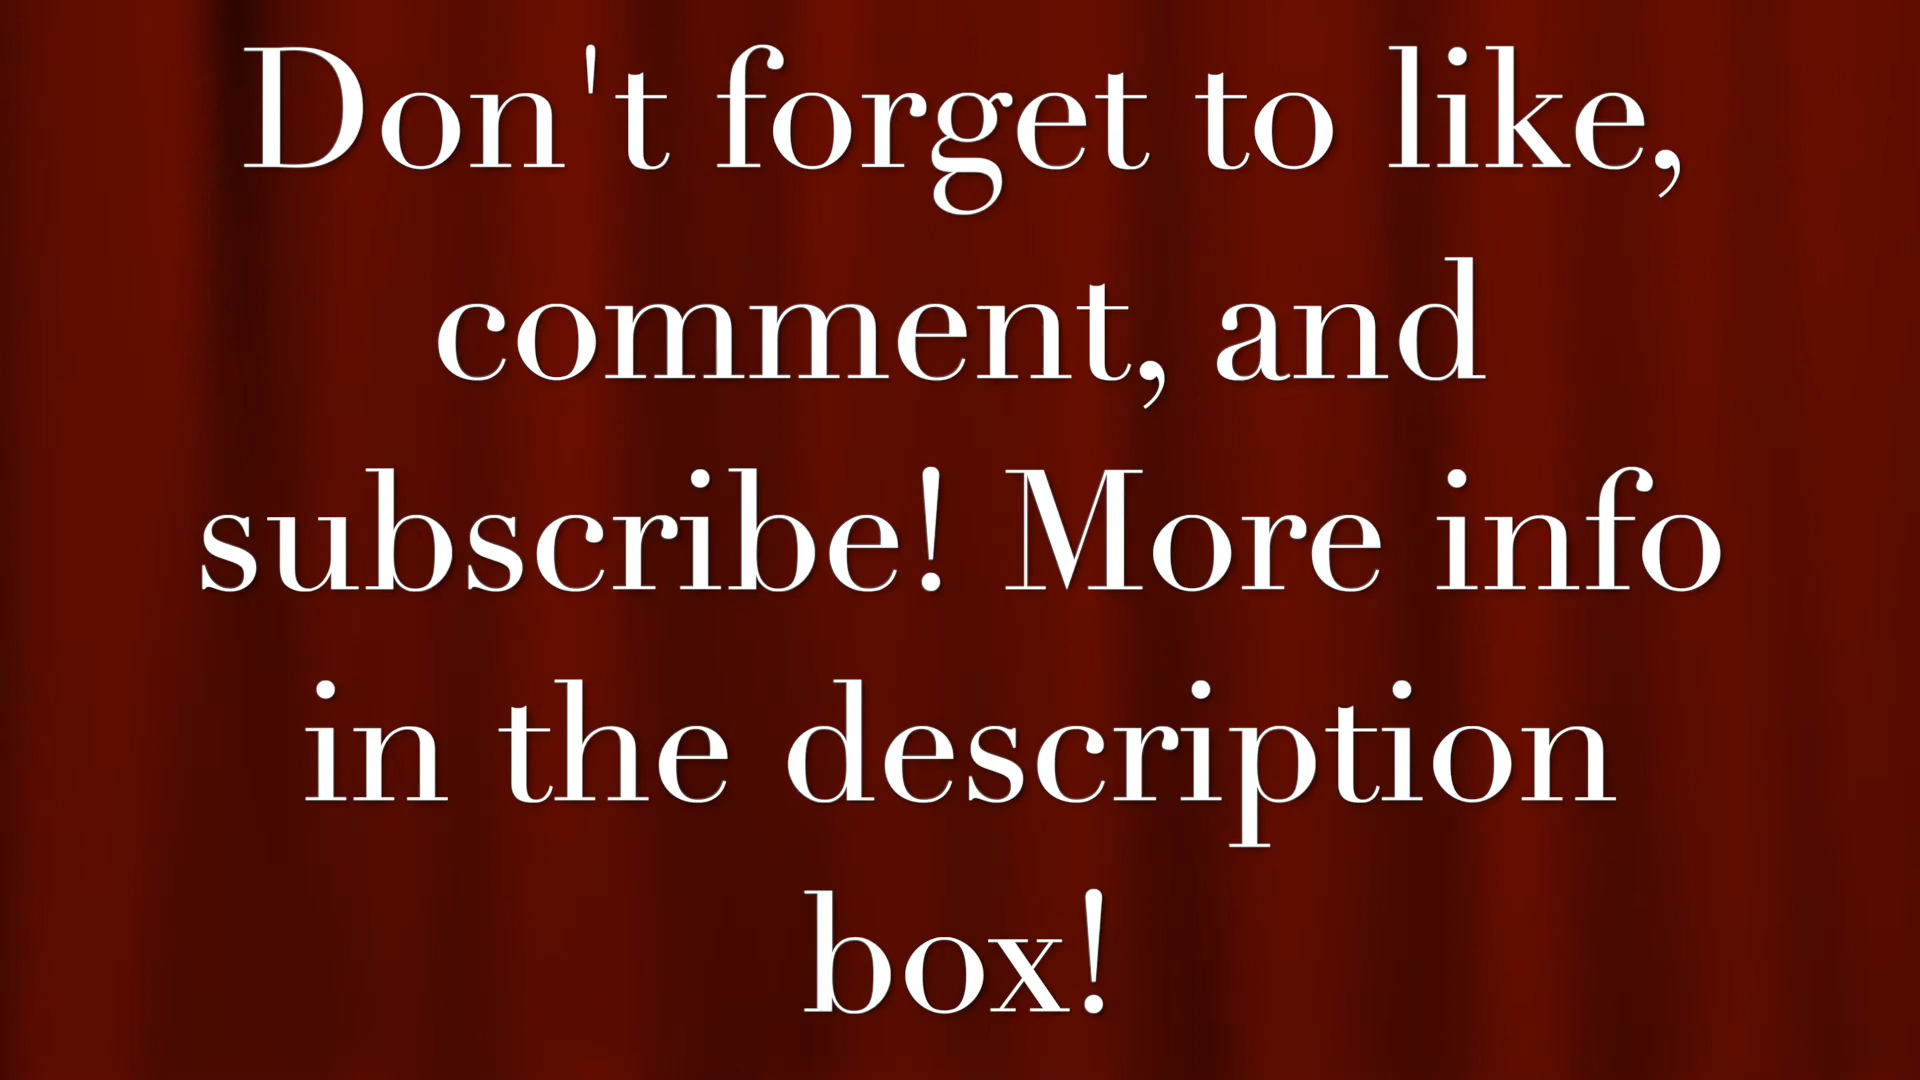 Don't forget to like,
comment, and
subscribe! More info
in the description
box!